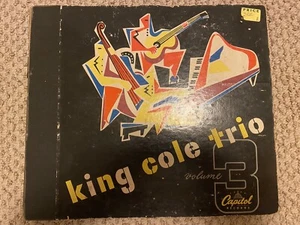 king cole trio
volume
3
Capitol
RECORDS